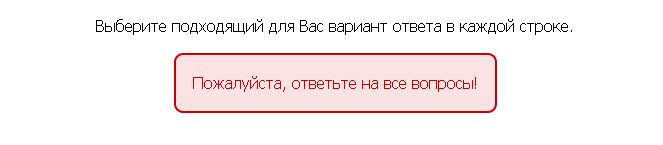 Выберите подходящий для Вас вариант ответа в каждой строке.
Пожалуйста, ответьте на все вопросы!